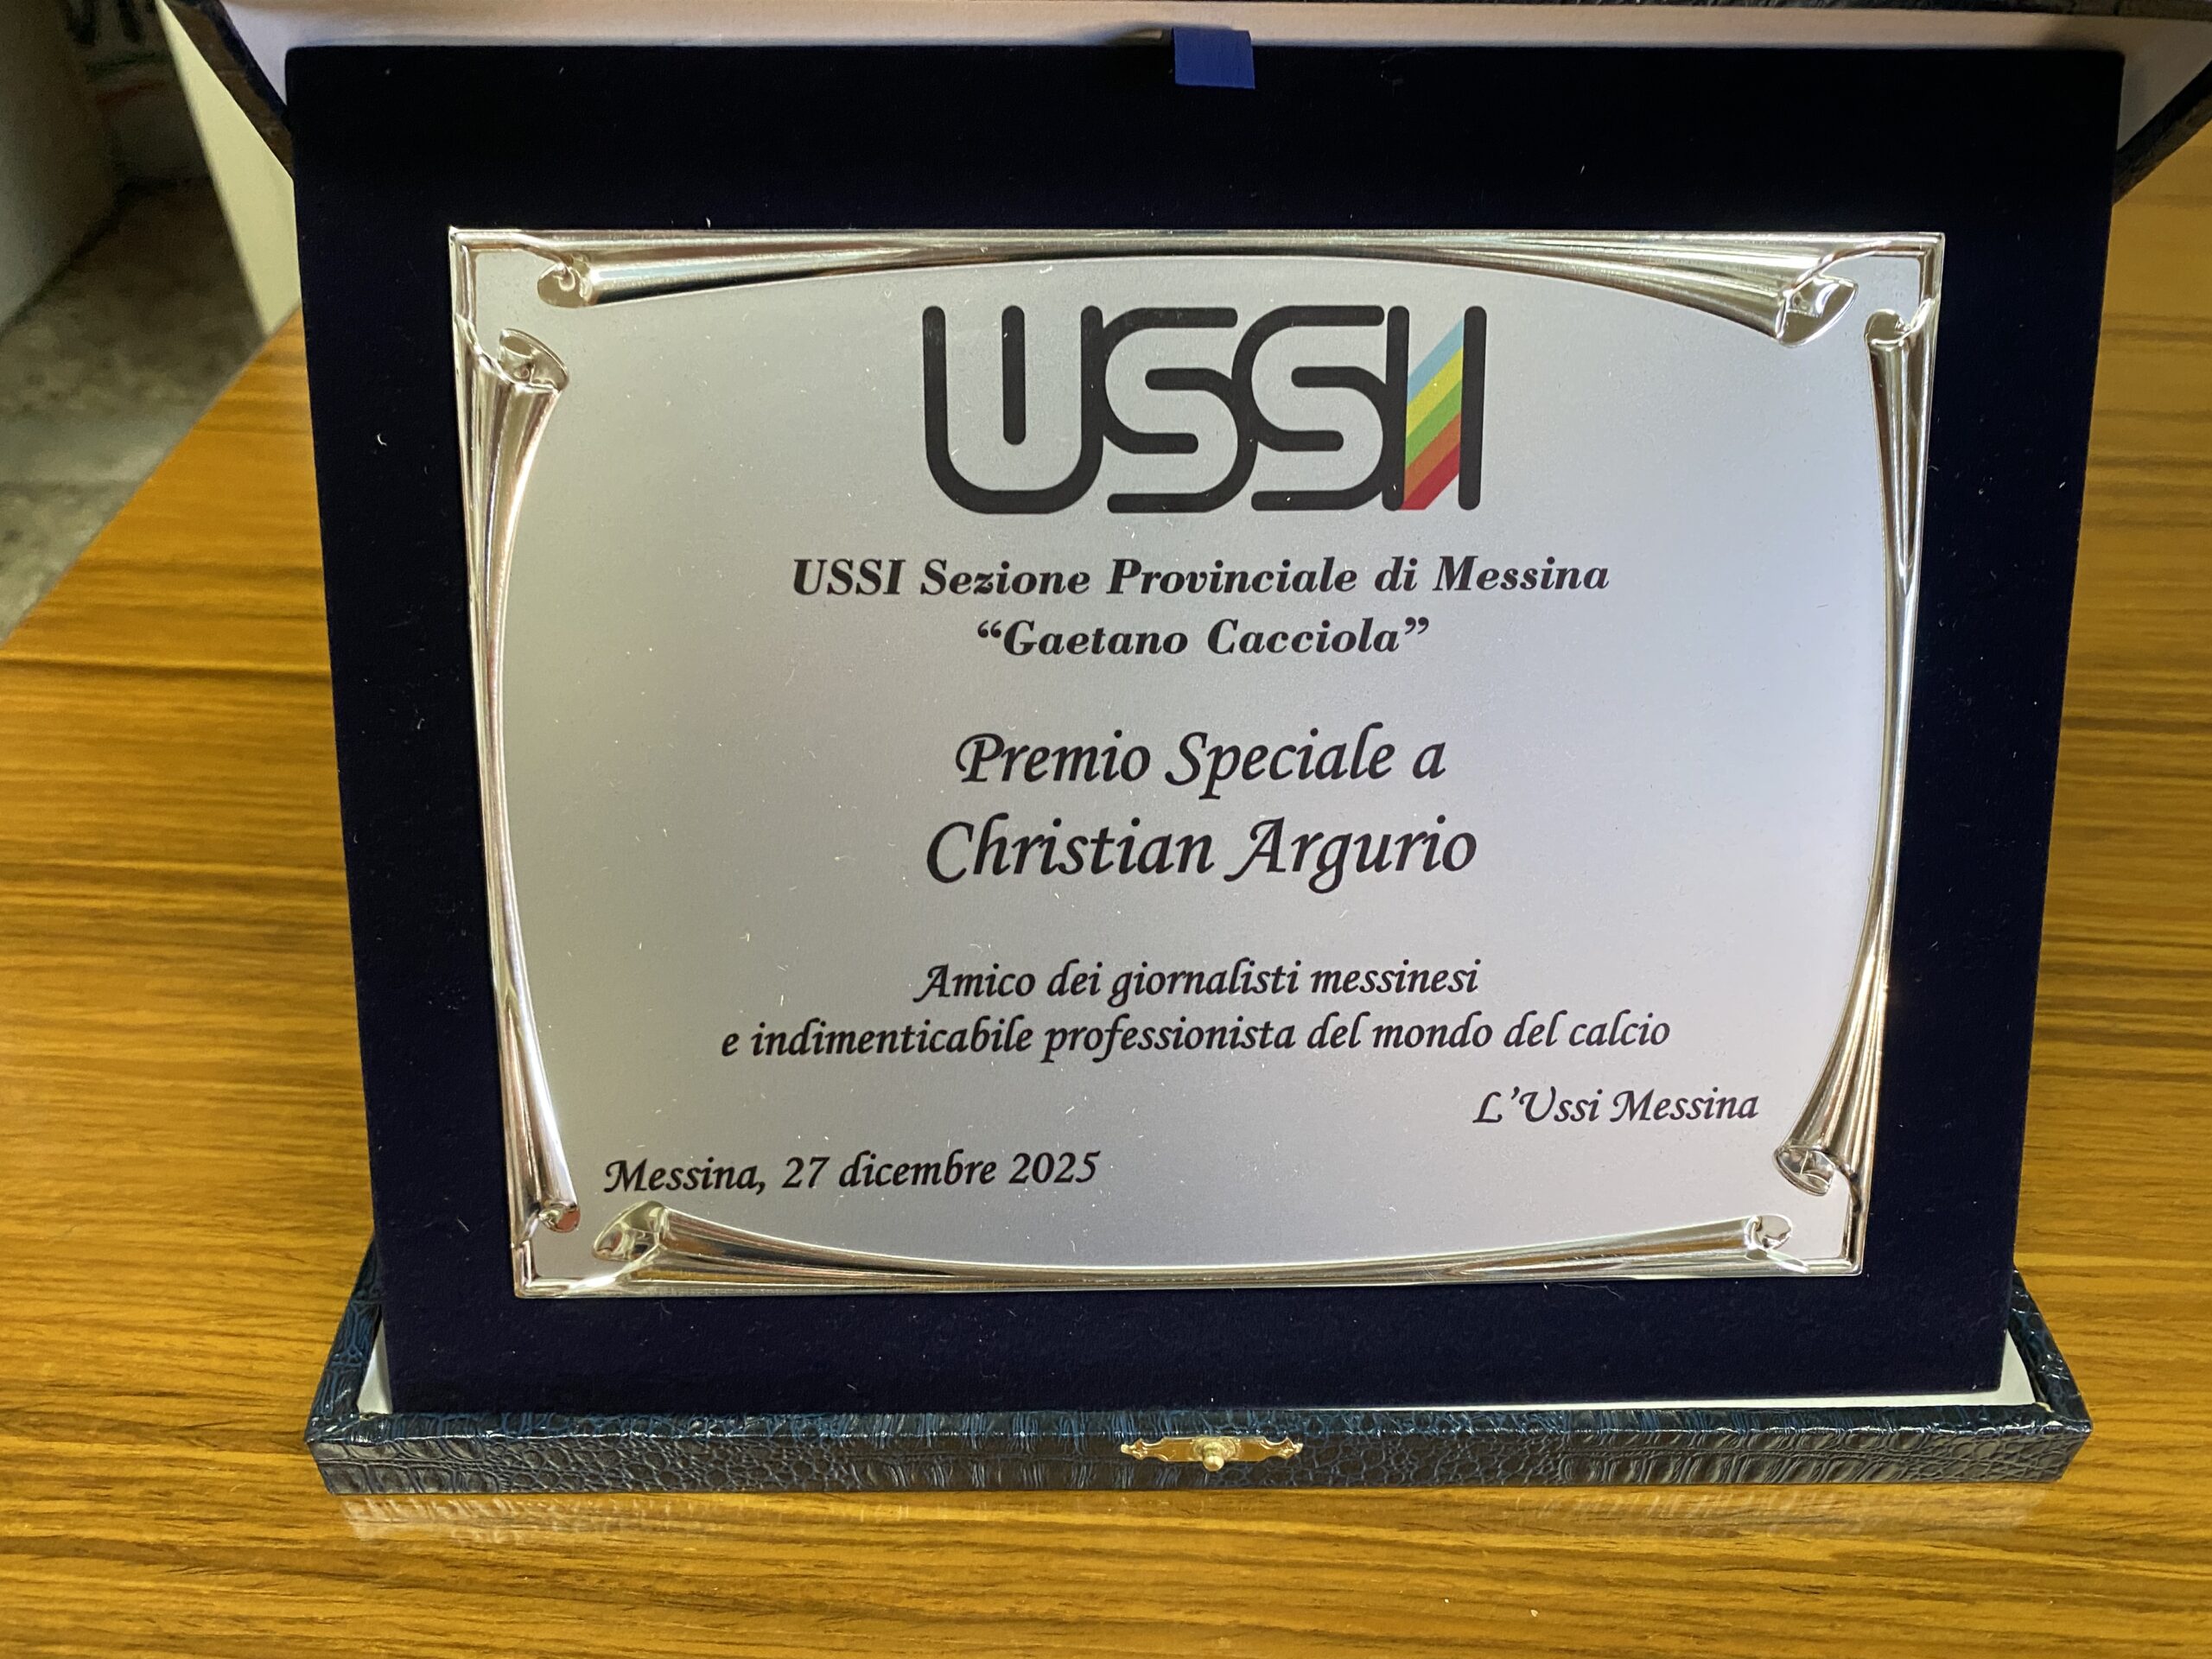 USSI
USSI Sezione Provinciale di Messina
“Gaetano Cacciola”
Premio Speciale a
Christian Argurio
Amico dei giornalisti messinesi
e indimenticabile professionista del mondo del calcio
L’Ussi Messina
Messina, 27 dicembre 2025